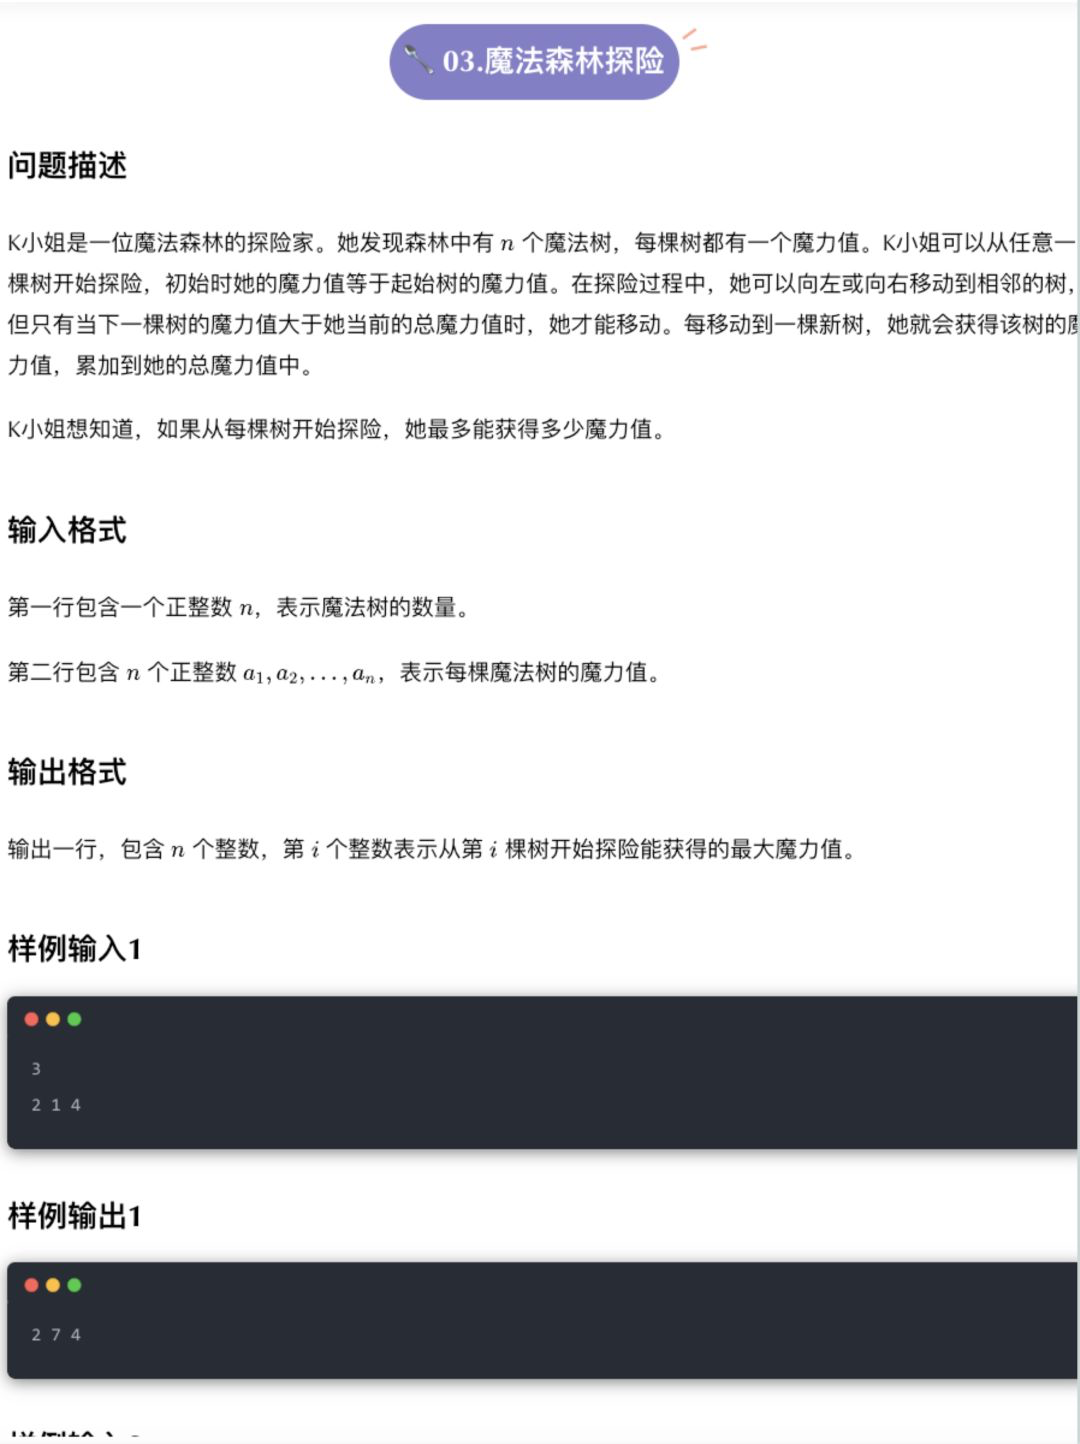 03.魔法森林探险
问题描述
K小姐是一位魔法森林的探险家。她发现森林中有 n 个魔法树，每棵树都有一个魔力值。K小姐可以从任意一
棵树开始探险，初始时她的魔力值等于起始树的魔力值。在探险过程中，她可以向左或向右移动到相邻的树，
但只有当下一棵树的魔力值大于她当前的总魔力值时，她才能移动。每移动到一棵新树，她就会获得该树的魔
力值，累加到她的总魔力值中。
K小姐想知道，如果从每棵树开始探险，她最多能获得多少魔力值。
输入格式
第一行包含一个正整数 n，表示魔法树的数量。
第二行包含 n 个正整数 a₁, a₂, . . . , aₙ，表示每棵魔法树的魔力值。
输出格式
输出一行，包含 n 个整数，第 i 个整数表示从第 i 棵树开始探险能获得的最大魔力值。
样例输入1
3
2 1 4
样例输出1
2 7 4